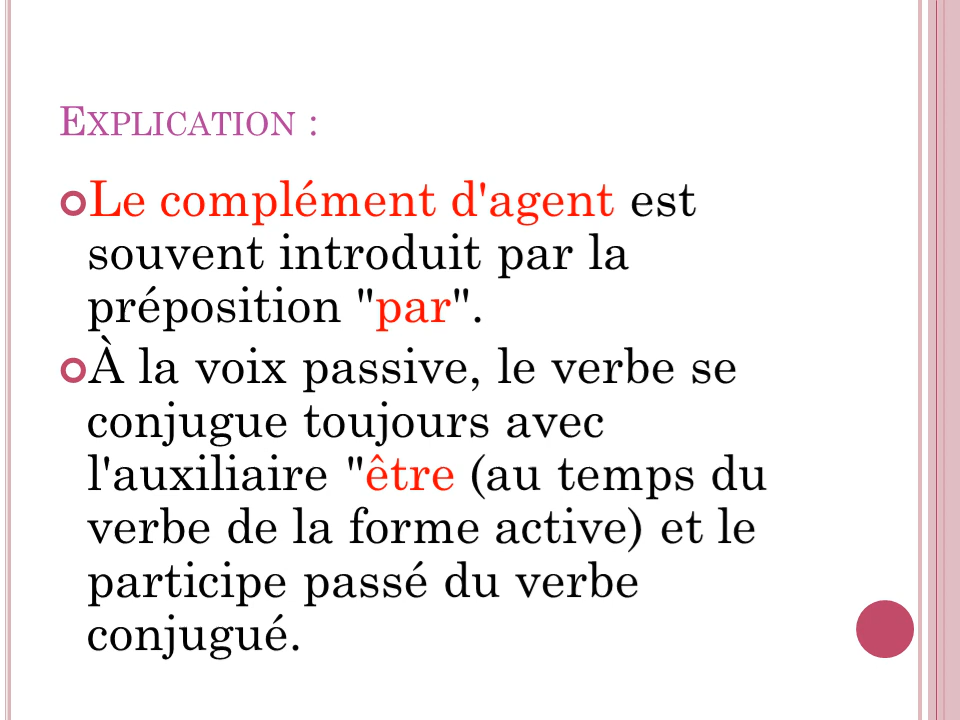 EXPLICATION :
Le complément d'agent est
souvent introduit par la
préposition "par".
À la voix passive, le verbe se
conjugue toujours avec
l'auxiliaire "être (au temps du
verbe de la forme active) et le
participe passé du verbe
conjugué.